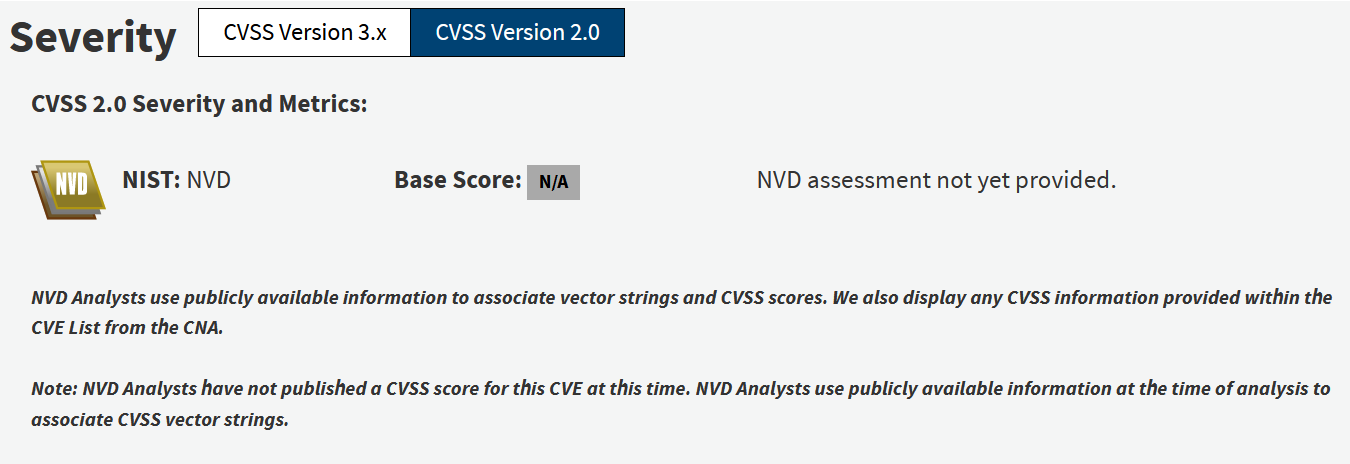 Severity CVSS Version 3.x CVSS Version 2.0
CVSS 2.0 Severity and Metrics:
NVD NIST: NVD Base Score: N/A NVD assessment not yet provided.
NVD Analysts use publicly available information to associate vector strings and CVSS scores. We also display any CVSS information provided within the
CVE List from the CNA.
Note: NVD Analysts have not published a CVSS score for this CVE at this time. NVD Analysts use publicly available information at the time of analysis to
associate CVSS vector strings.